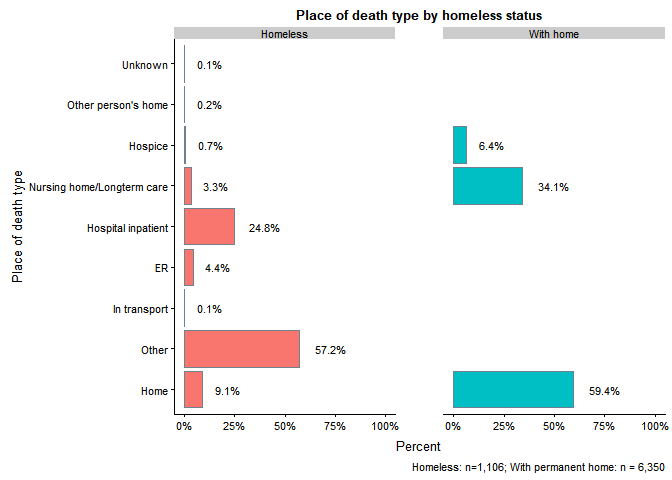 Place of death type by homeless status
Homeless
With home
Place of death type
Unknown 0.1%
Other person's home 0.2%
Hospice 0.7% 6.4%
Nursing home/Longterm care 3.3% 34.1%
Hospital inpatient 24.8%
ER 4.4%
In transport 0.1%
Other 57.2%
Home 9.1% 59.4%
0% 25% 50% 75% 100% 0% 25% 50% 75% 100%
Percent
Homeless: n=1,106; With permanent home: n = 6,350